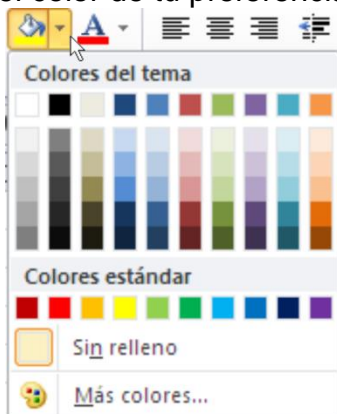 el color de tu preferencia
A
Colores del tema
Colores estándar
Sin relleno
Más colores...